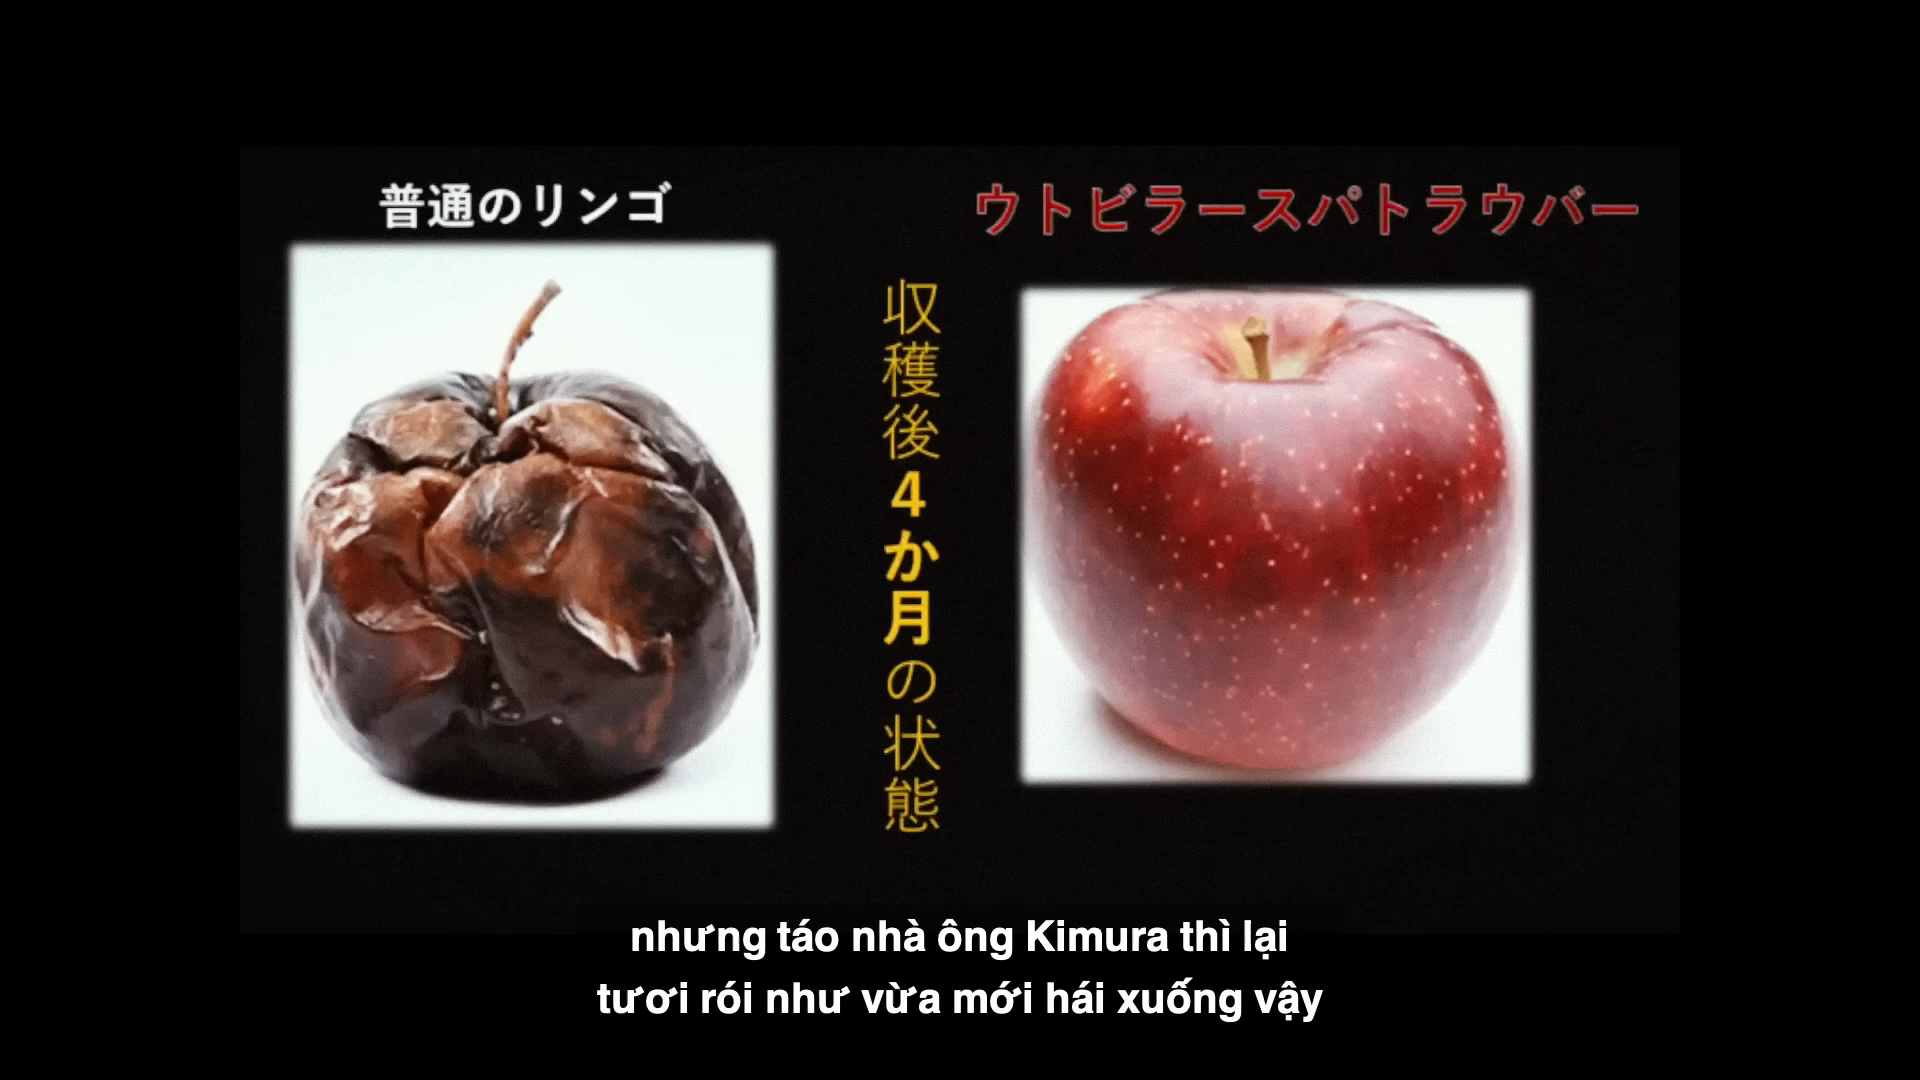 普通のリンゴ
ウトビラースパトラウバー
収穫後4か月の状態
nhưng táo nhà ông Kimura thì lại
tươi rói như vừa mới hái xuống vậy